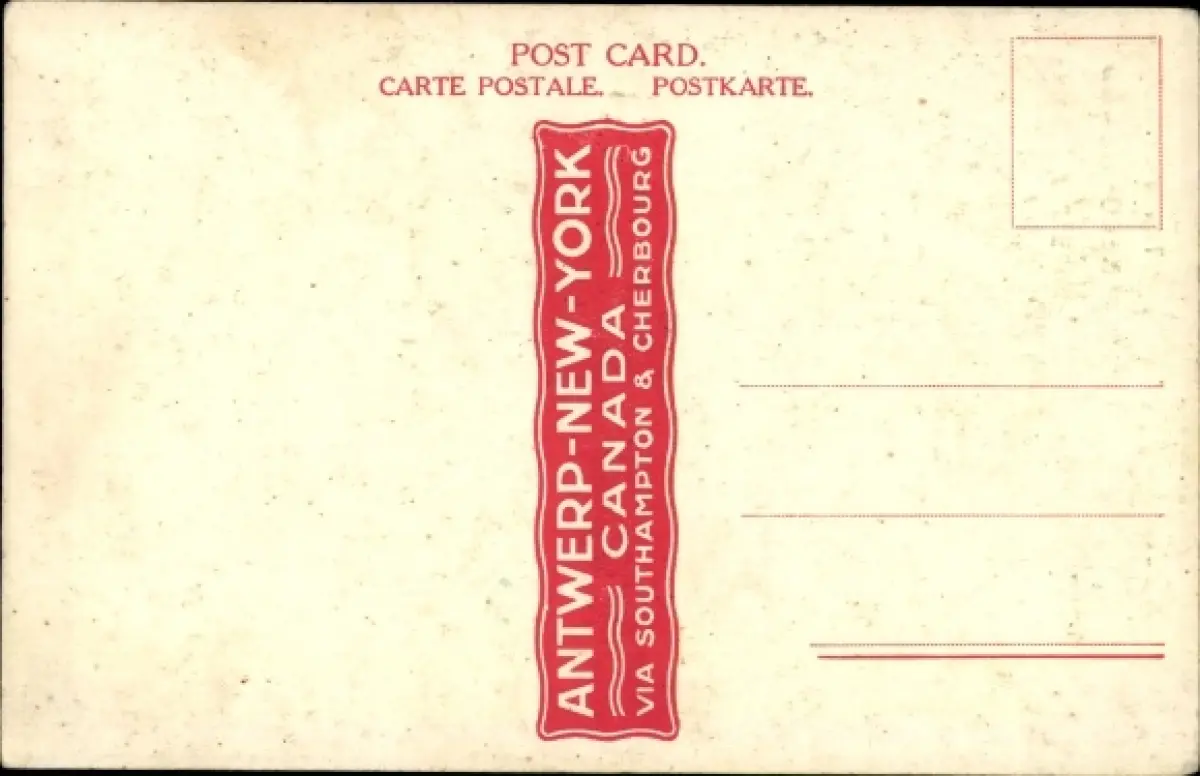 POST CARD.
CARTE POSTALE. POSTKARTE.
ANTWERP-NEW-YORK
CANADA
VIA SOUTHAMPTON & CHERBOURG